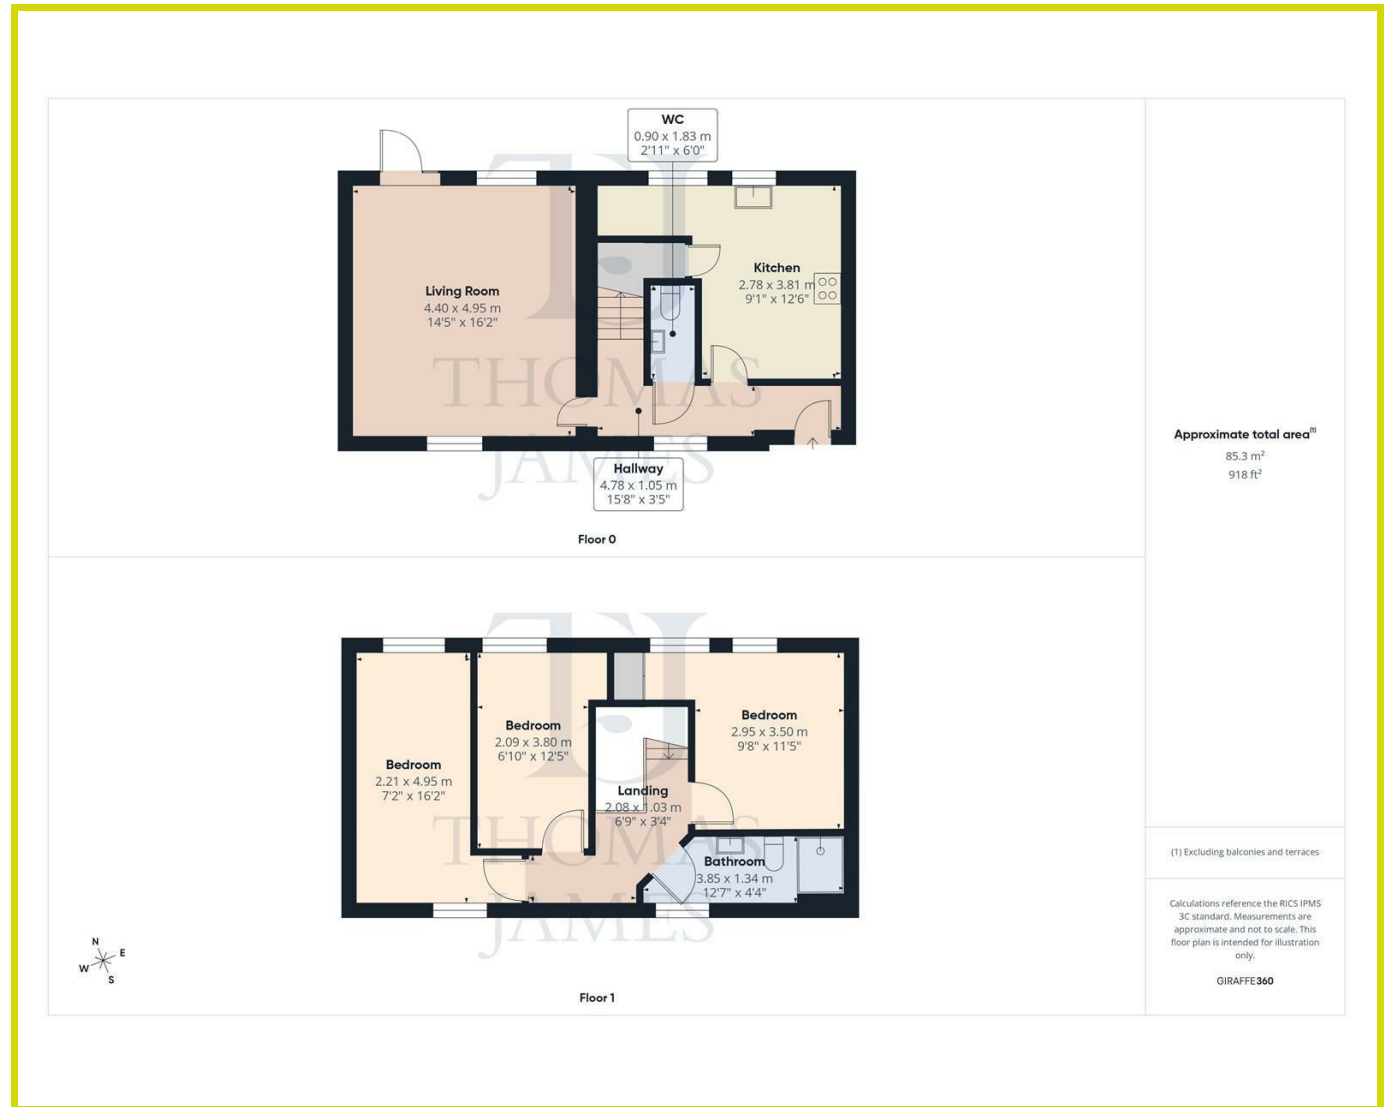 WC
0.90 x 1.83 m
2'11" x 6'0"
Living Room
4.40 x 4.95 m
14'5" x 16'2"
Kitchen
2.78 x 3.81 m
9'1" x 12'6"
THOMAS
JAMES
Hallway
4.78 x 1.05 m
15'8" x 3'5"
Floor 0
Approximate total area(1)
85.3 m²
918 ft²
Bedroom
2.21 x 4.95 m
7'2" x 16'2"
Bedroom
2.09 x 3.80 m
6'10" x 12'5"
Landing
2.08 x 1.03 m
6'9" x 3'4"
Bedroom
2.95 x 3.50 m
9'8" x 11'5"
Bathroom
3.85 x 1.34 m
12'7" x 4'4"
THOMAS
JAMES
N
E
W
S
Floor 1
(1) Excluding balconies and terraces
Calculations reference the RICS IPMS
3C standard. Measurements are
approximate and not to scale. This
floor plan is intended for illustration
only.
GIRAFFE360